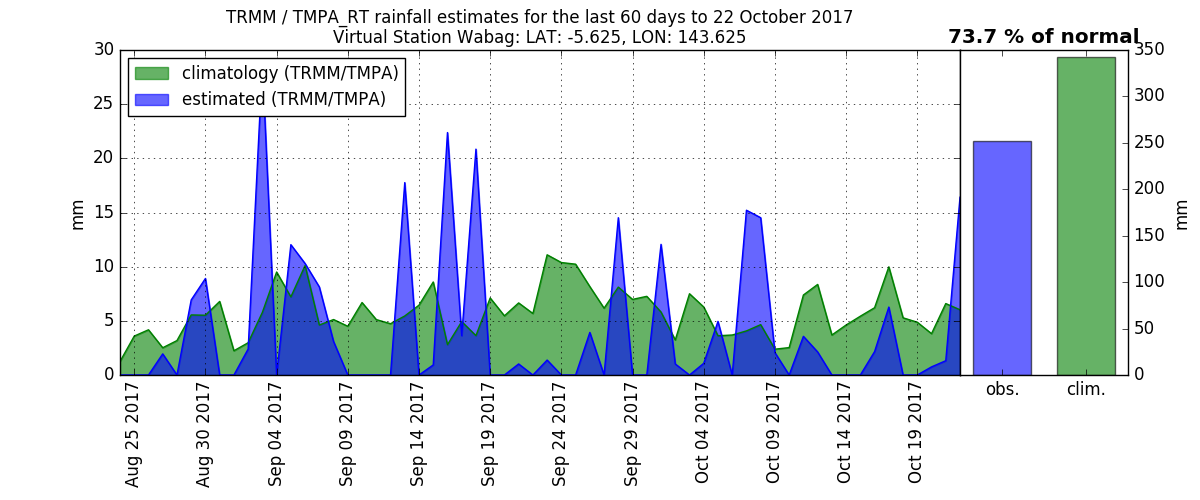 TRMM / TMPA_RT rainfall estimates for the last 60 days to 22 October 2017
Virtual Station Wabag: LAT: -5.625, LON: 143.625
73.7 % of normal
climatology (TRMM/TMPA)
estimated (TRMM/TMPA)
mm
30
25
20
15
10
5
0
Aug 25 2017
Aug 30 2017
Sep 04 2017
Sep 09 2017
Sep 14 2017
Sep 19 2017
Sep 24 2017
Sep 29 2017
Oct 04 2017
Oct 09 2017
Oct 14 2017
Oct 19 2017
obs.
clim.
350
300
250
200
150
100
50
0
mm